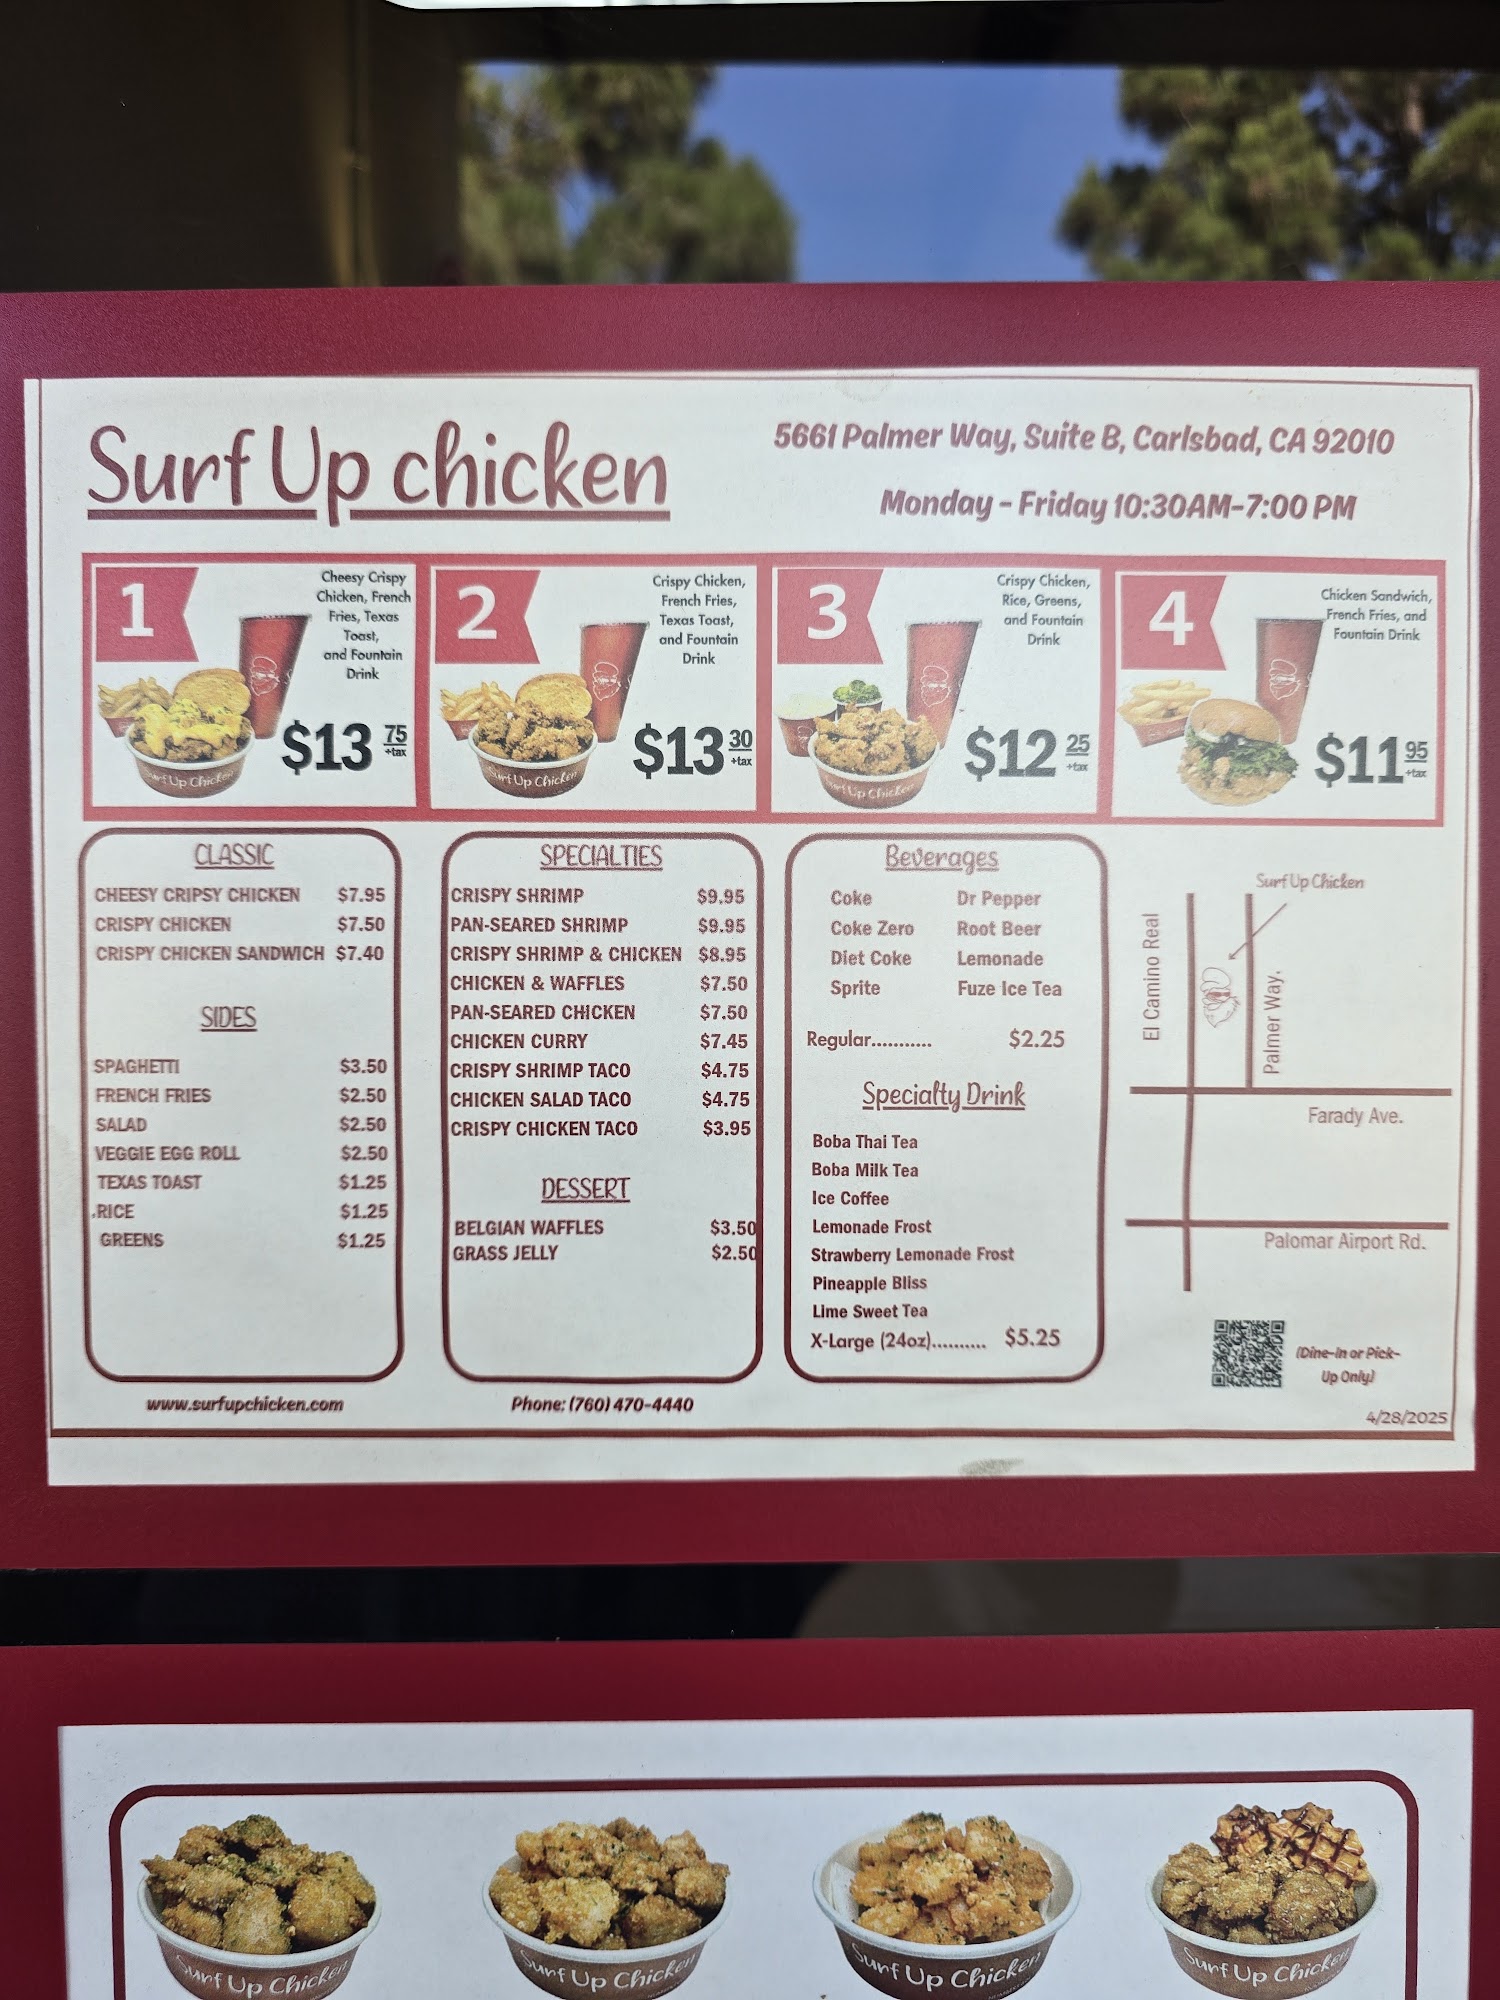 Surf Up chicken
5661 Palmer Way, Suite B, Carlsbad, CA 92010
Monday - Friday 10:30AM-7:00 PM
1
Cheesy Crispy
Chicken, French
Fries, Texas
Toast,
and Fountain
Drink
$13 75
+tax
Surf Up Chicken
2
Crispy Chicken,
French Fries,
Texas Toast,
and Fountain
Drink
$13 30
+tax
Surf Up Chicken
3
Crispy Chicken,
Rice, Greens,
and Fountain
Drink
$12 25
+tax
Surf Up Chicken
4
Chicken Sandwich,
French Fries, and
Fountain Drink
$11 95
+tax
CLASSIC
CHEESY CRIPSY CHICKEN $7.95
CRISPY CHICKEN $7.50
CRISPY CHICKEN SANDWICH $7.40
SIDES
SPAGHETTI $3.50
FRENCH FRIES $2.50
SALAD $2.50
VEGGIE EGG ROLL $2.50
TEXAS TOAST $1.25
.RICE $1.25
GREENS $1.25
SPECIALTIES
CRISPY SHRIMP $9.95
PAN-SEARED SHRIMP $9.95
CRISPY SHRIMP & CHICKEN $8.95
CHICKEN & WAFFLES $7.50
PAN-SEARED CHICKEN $7.50
CHICKEN CURRY $7.45
CRISPY SHRIMP TACO $4.75
CHICKEN SALAD TACO $4.75
CRISPY CHICKEN TACO $3.95
DESSERT
BELGIAN WAFFLES $3.50
GRASS JELLY $2.50
Beverages
Coke Dr Pepper
Coke Zero Root Beer
Diet Coke Lemonade
Sprite Fuze Ice Tea
Regular........... $2.25
Specialty Drink
Boba Thai Tea
Boba Milk Tea
Ice Coffee
Lemonade Frost
Strawberry Lemonade Frost
Pineapple Bliss
Lime Sweet Tea
X-Large (24oz).......... $5.25
Surf Up Chicken
El Camino Real
Palmer Way.
Farady Ave.
Palomar Airport Rd.
(Dine-in or Pick-
Up Only)
4/28/2025
www.surfupchicken.com
Phone: (760) 470-4440
Surf Up Chicken
Surf Up Chicken
Surf Up Chicken
Surf Up Chicken